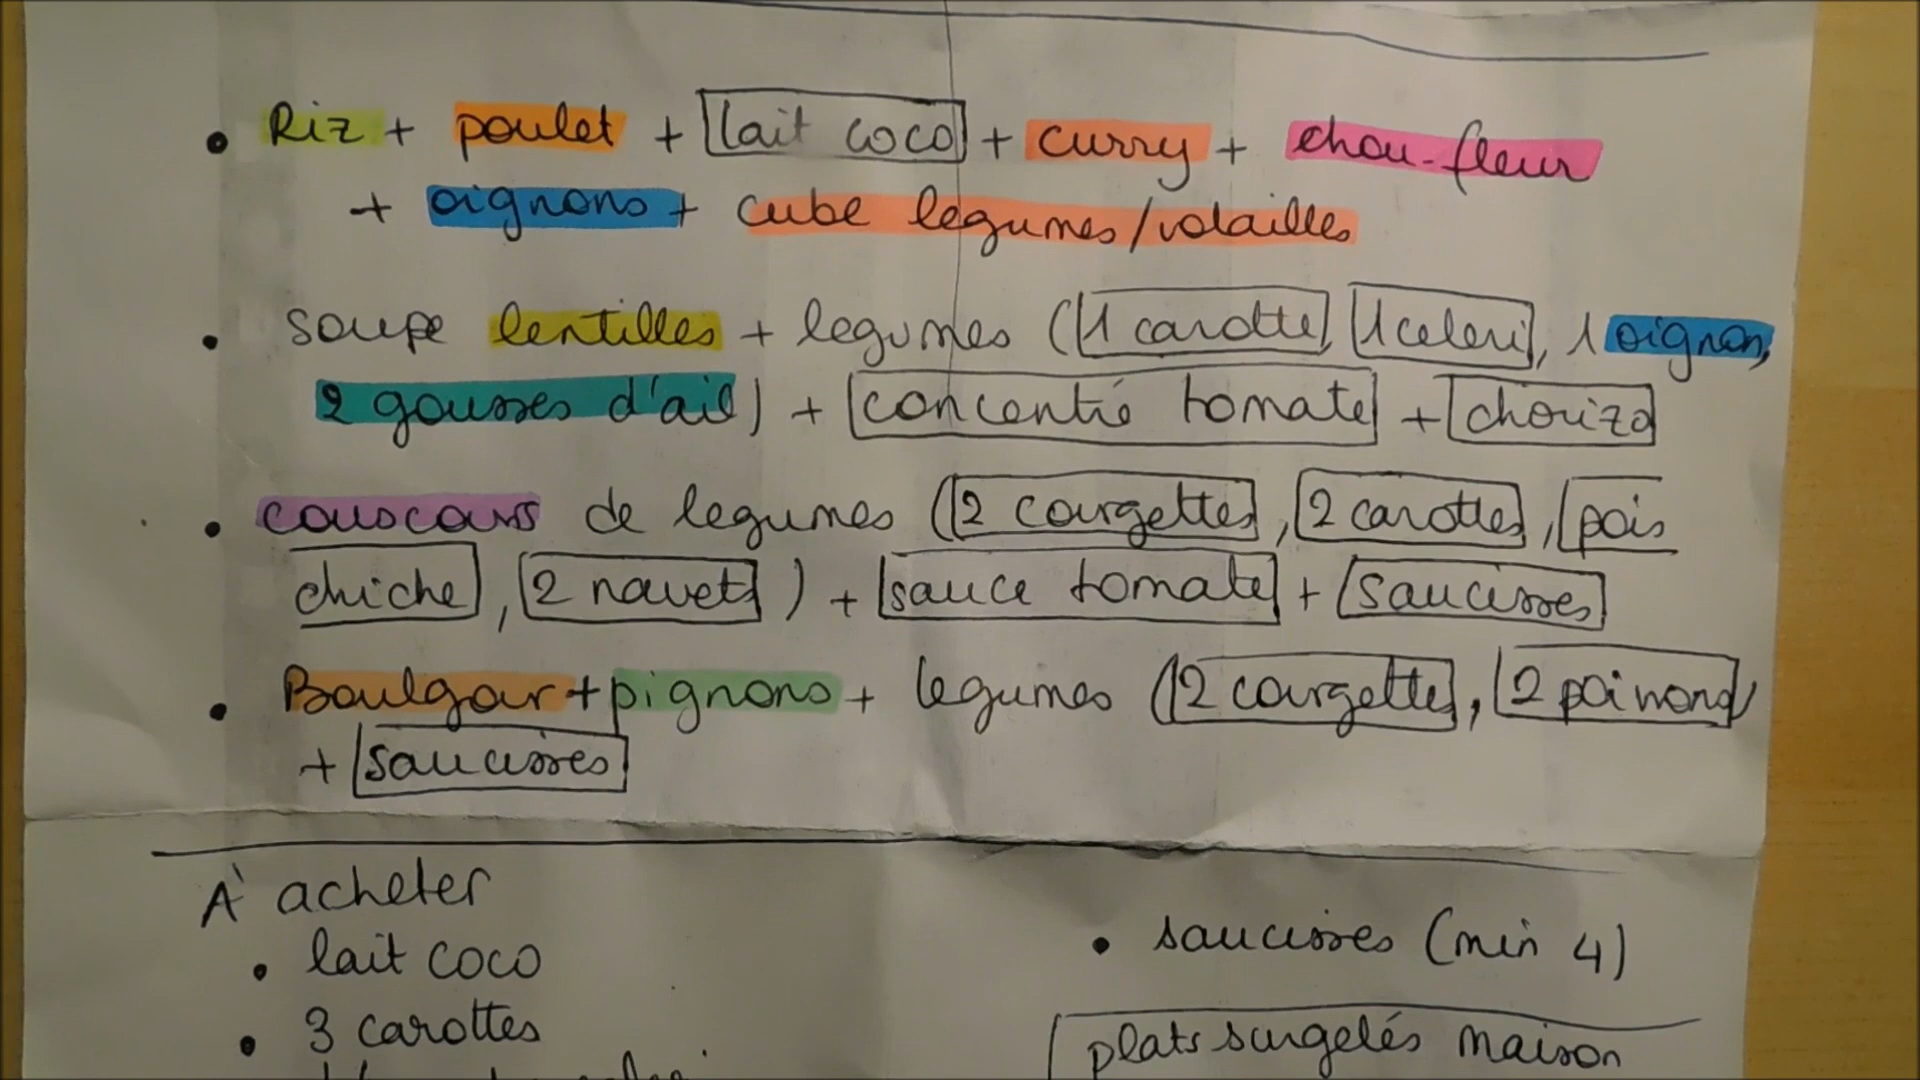 • Riz + poulet + lait coco + curry + chou-fleur
+ oignons + cube legumes/volailles
• soupe lentilles + legumes (1 carotte, 1 celeri, 1 oignon,
2 gousses d'ail) + concentré tomate + chorizo
• couscous de legumes (2 courgettes, 2 carottes, pois
chiche, 2 navets) + sauce tomate + saucisses
• Boulgour + pignons + legumes (2 courgettes, 2 poivrons)
+ saucisses
À acheter
• lait coco
• 3 carottes
• saucisses (min 4)
plats surgelés maison